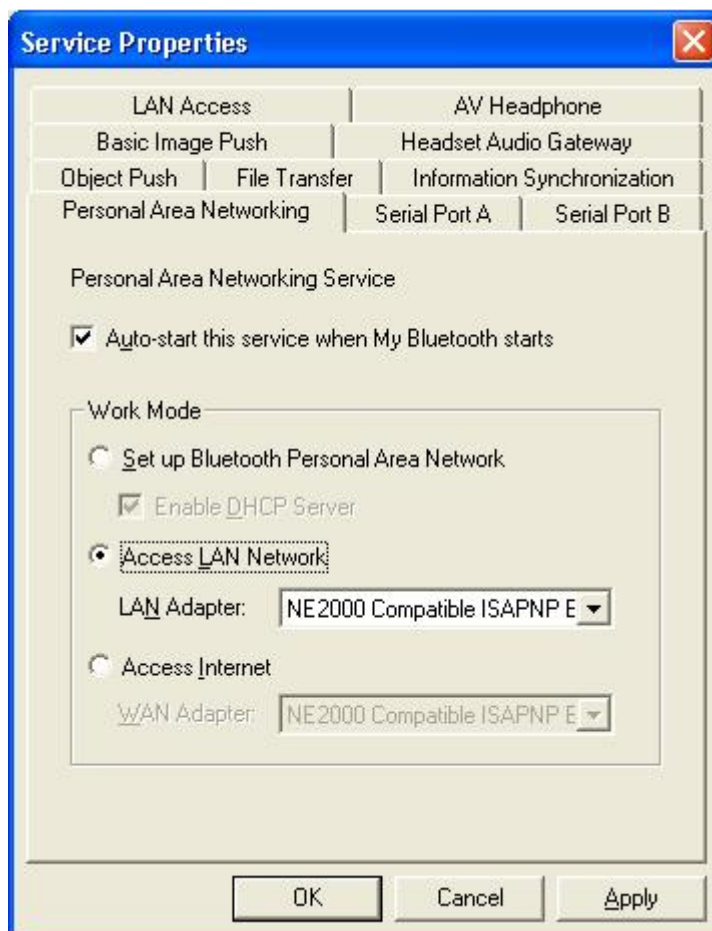 Service Properties
LAN Access AV Headphone
Basic Image Push Headset Audio Gateway
Object Push File Transfer Information Synchronization
Personal Area Networking Serial Port A Serial Port B
Personal Area Networking Service
Auto-start this service when My Bluetooth starts
Work Mode
Set up Bluetooth Personal Area Network
Enable DHCP Server
Access LAN Network
LAN Adapter: NE2000 Compatible ISAPNP E
Access Internet
WAN Adapter: NE2000 Compatible ISAPNP E
OK Cancel Apply